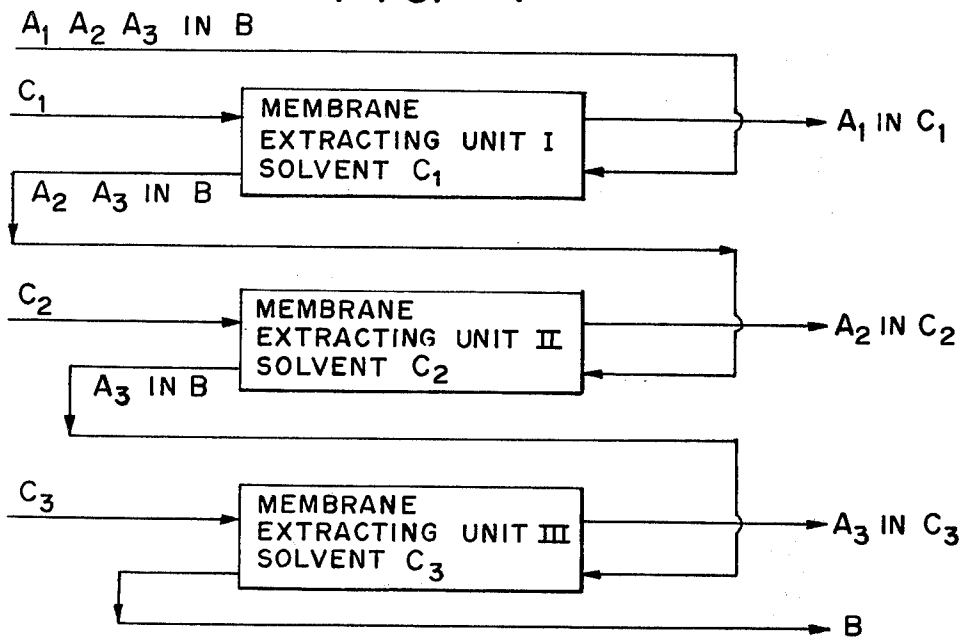 A₁ A₂ A₃ IN B
C₁
MEMBRANE
EXTRACTING UNIT I
SOLVENT C₁
A₁ IN C₁
A₂ A₃ IN B
C₂
MEMBRANE
EXTRACTING UNIT II
SOLVENT C₂
A₂ IN C₂
A₃ IN B
C₃
MEMBRANE
EXTRACTING UNIT III
SOLVENT C₃
A₃ IN C₃
B